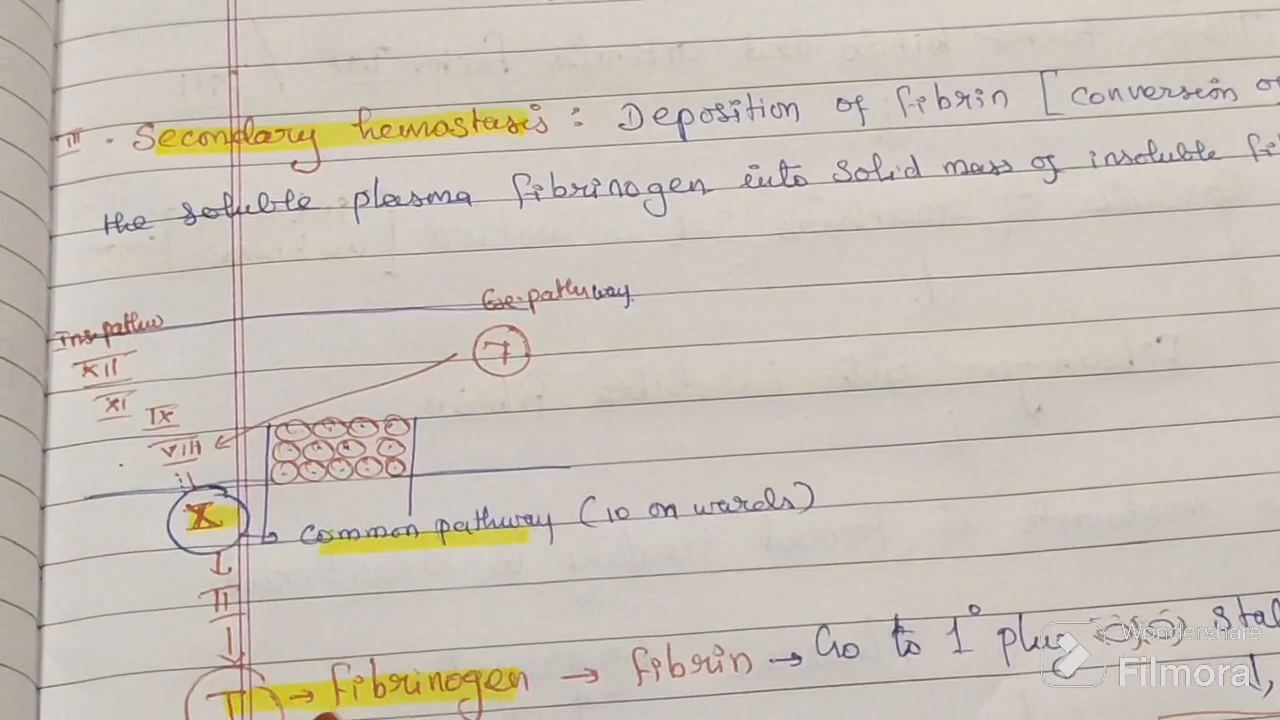 III. Secondary hemostasis: Deposition of fibrin [conversion of
the soluble plasma fibrinogen into solid mass of insoluble fi
Ex. pathway
Ins. pathw
7
XII
XI
IX
VIII
X
common pathway (10 on wards)
II
→ fibrinogen → fibrin → Go to 1° plug
Wondershare
Filmora